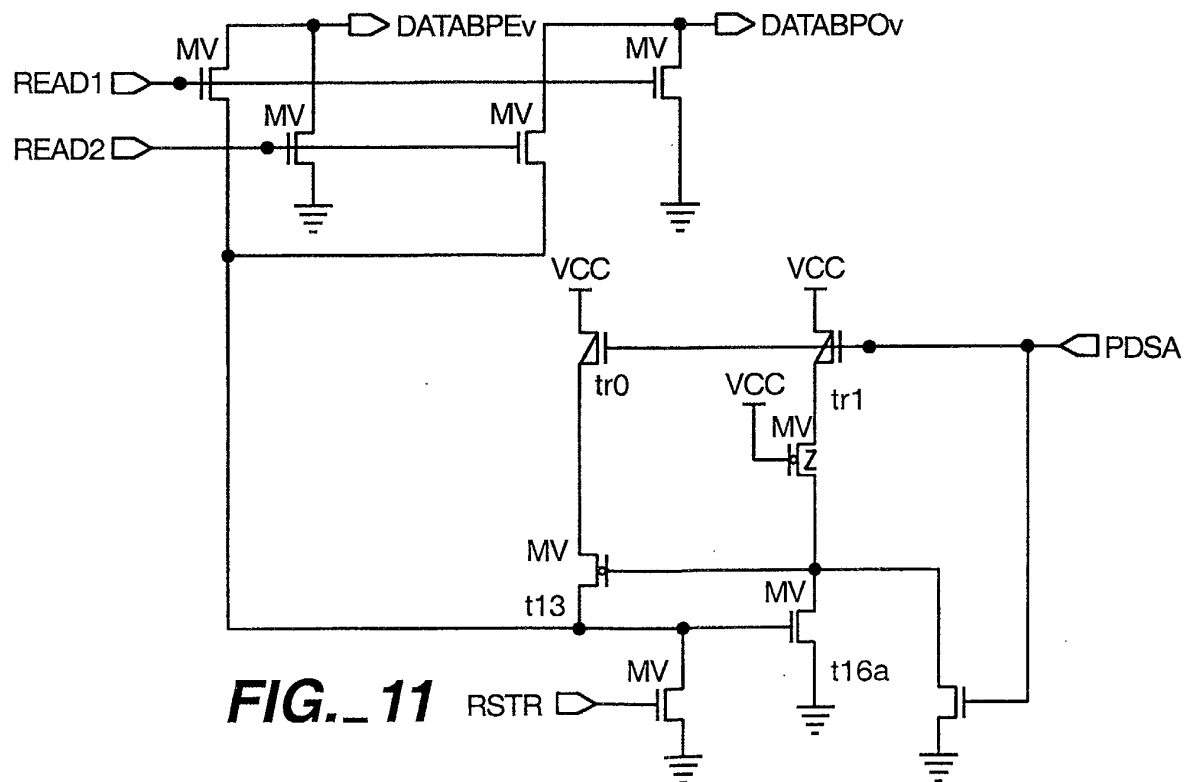 DATABPEv
DATABPOv
MV
MV
READ1
MV
MV
READ2
VCC
VCC
PDSA
tr0
VCC
tr1
MV
Z
MV
t13
MV
t16a
MV
RSTR
FIG._11